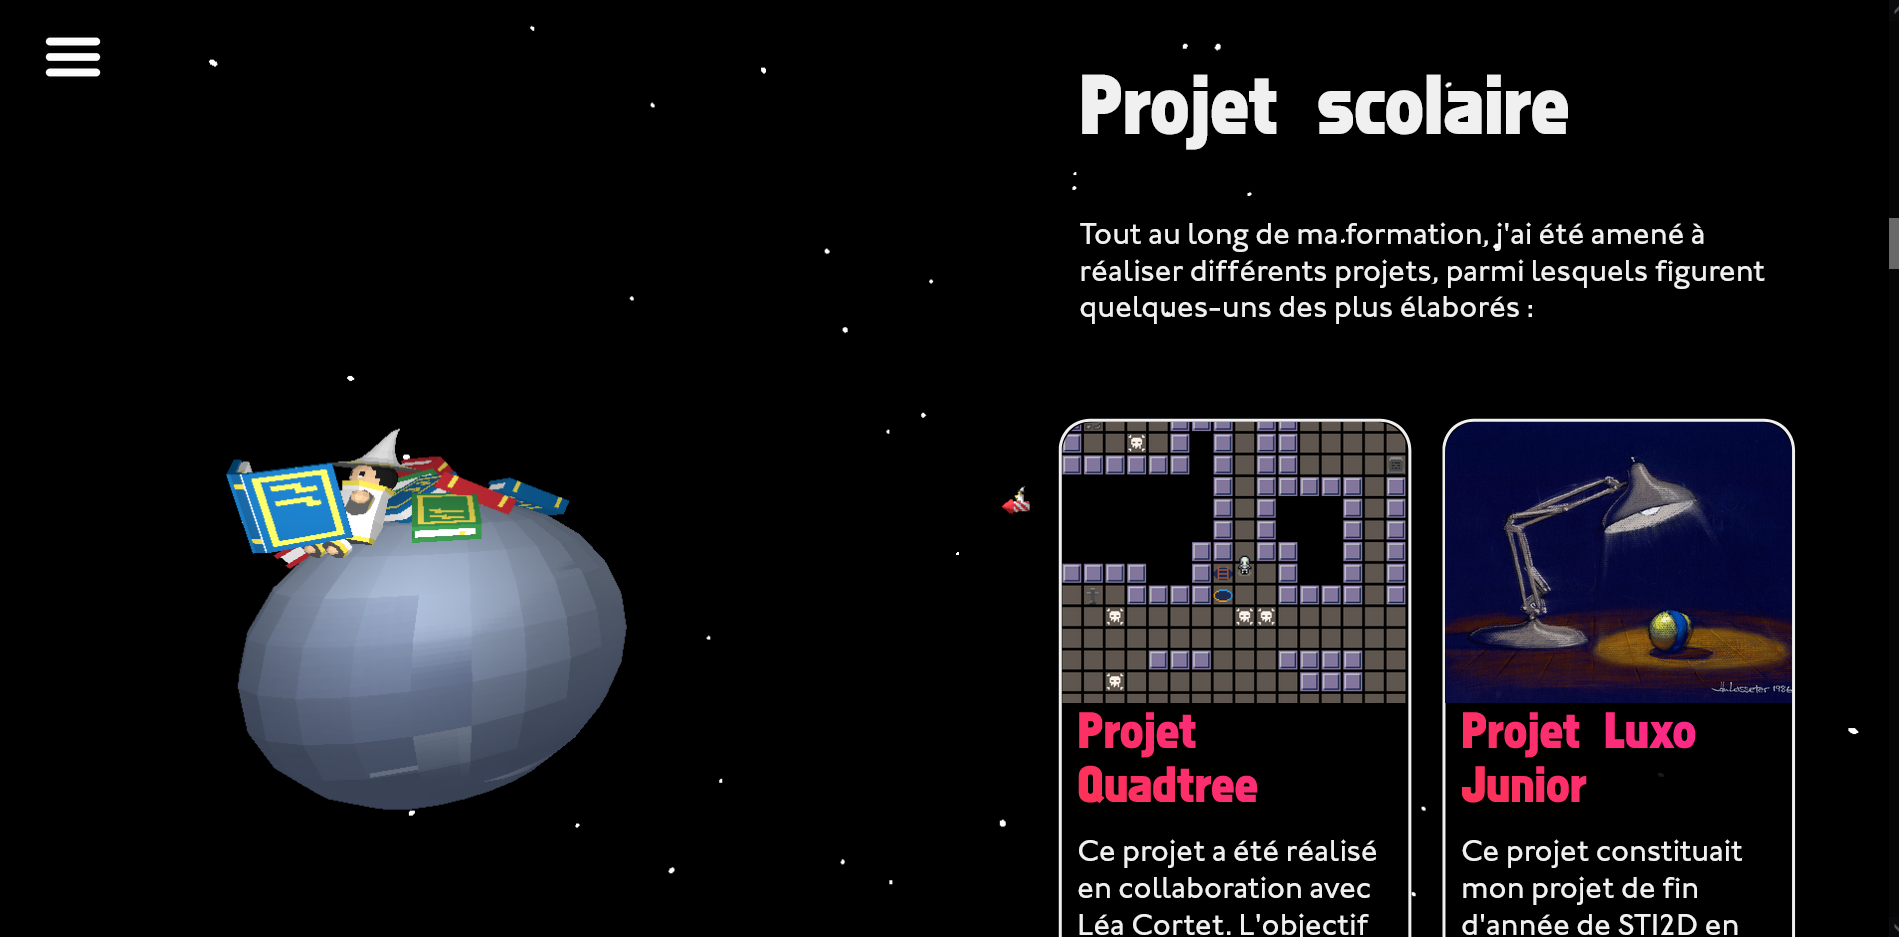 Projet scolaire
Tout au long de ma formation, j'ai été amené à
réaliser différents projets, parmi lesquels figurent
quelques-uns des plus élaborés :
Projet
Quadtree
Ce projet a été réalisé
en collaboration avec
Léa Cortet. L'objectif
Projet Luxo
Junior
Ce projet constituait
mon projet de fin
d'année de STI2D en